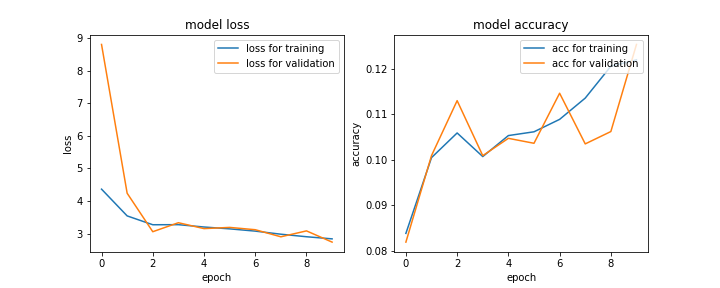 model loss
loss for training
loss for validation
9
8
7
6
5
4
3
loss
0
2
4
6
8
epoch
model accuracy
acc for training
acc for validation
0.12
0.11
0.10
0.09
0.08
accuracy
0
2
4
6
8
epoch